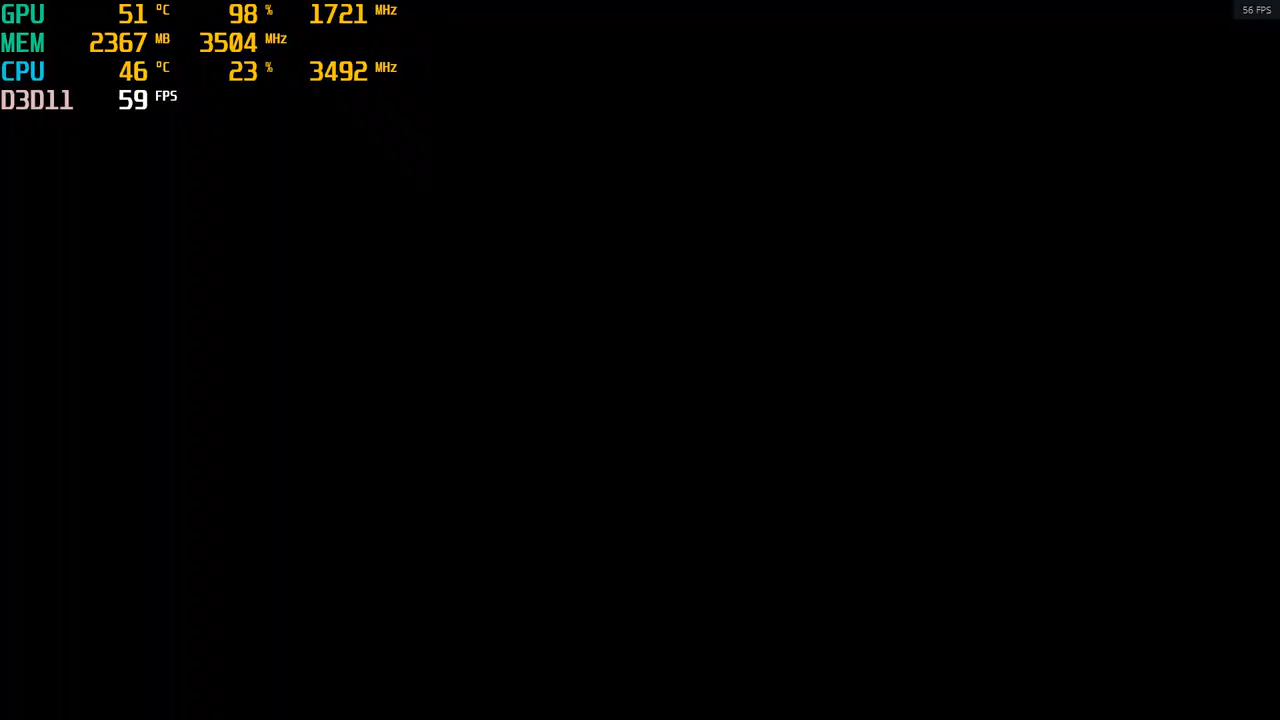 GPU 51 °C 98 % 1721 MHz
56 FPS
MEM 2367 MB 3504 MHz
CPU 46 °C 23 % 3492 MHz
D3D11 59 FPS